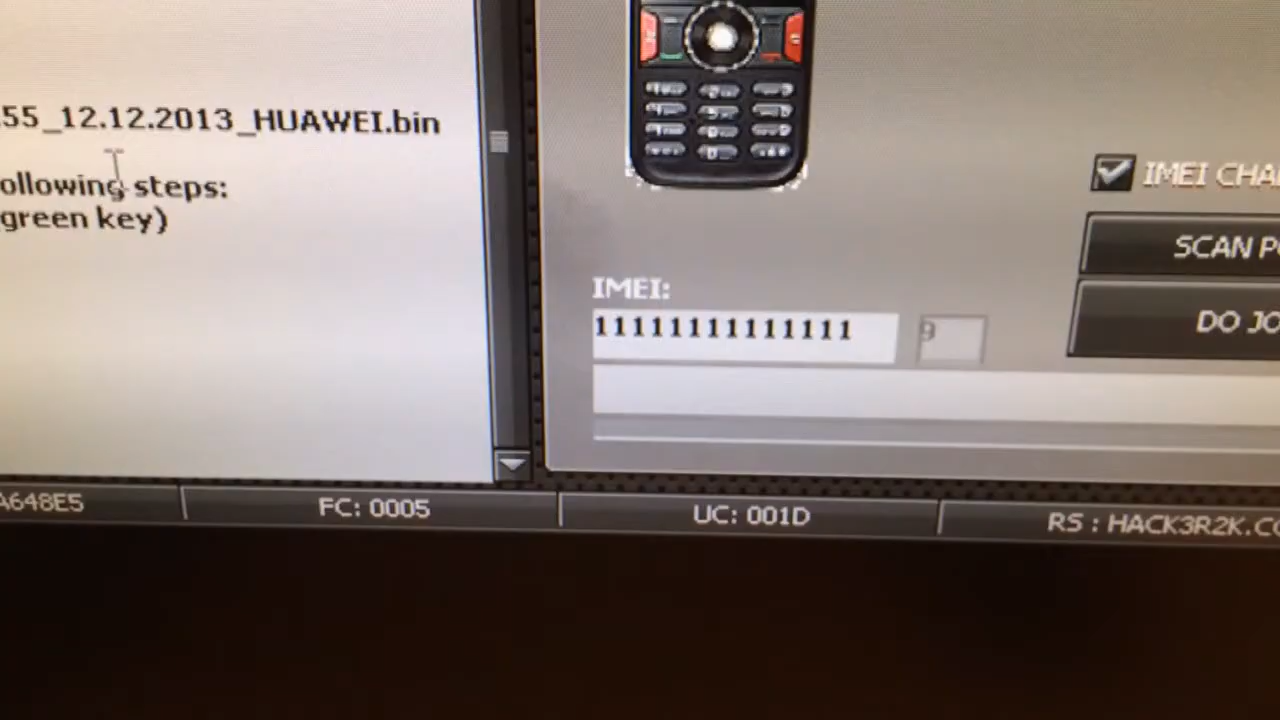 55_12.12.2013_HUAWEI.bin
ollowing steps:
green key)
IMEI CHA
SCAN P
IMEI:
11111111111111
9
DO JO
A648E5
FC: 0005
UC: 001D
RS : HACK3R2K.C